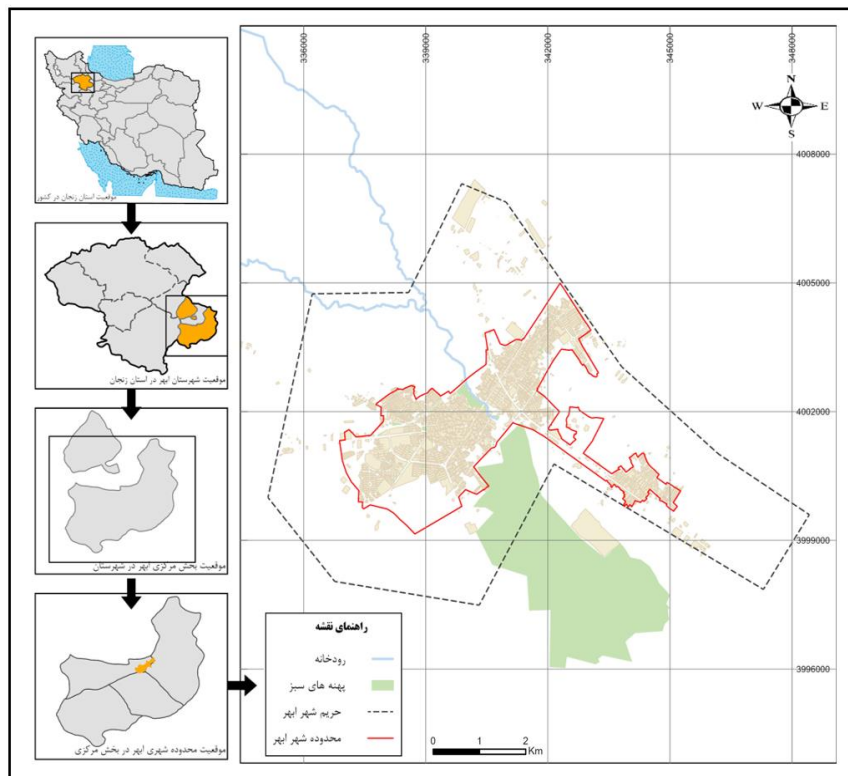 موقعیت استان زنجان در کشور
موقعیت شهرستان ابهر در استان زنجان
موقعیت بخش مرکزی ابهر در شهرستان
موقعیت محدوده شهری ابهر در بخش مرکزی
336000
339000
342000
345000
348000
N
W E
S
4008000
4005000
4002000
3999000
3996000
راهنمای نقشه
رودخانه
پهنه های سبز
حریم شهر ابهر
محدوده شهر ابهر
0 1 2
Km